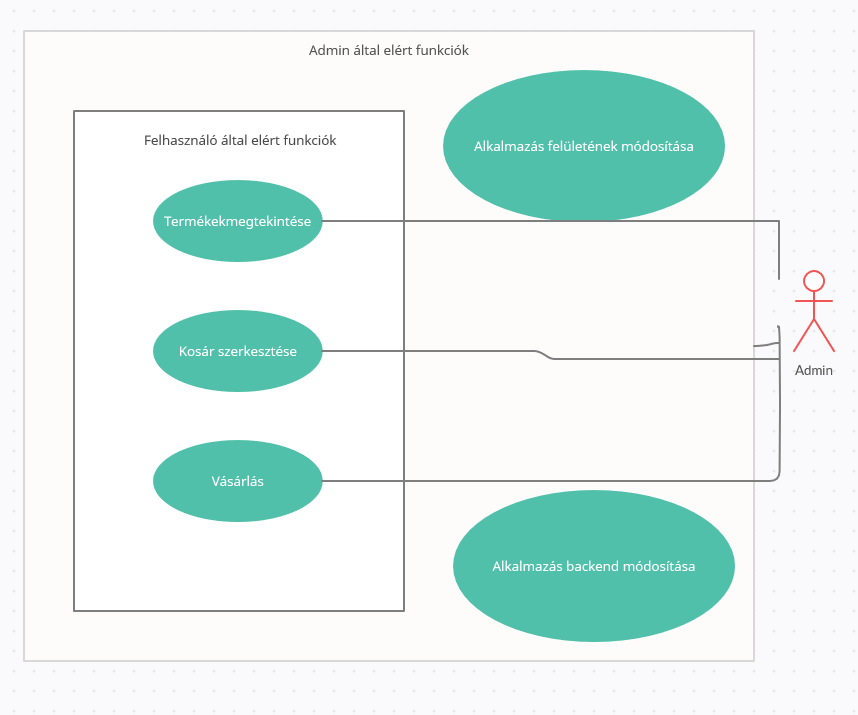 Admin által elért funkciók
Felhasználó által elért funkciók
Alkalmazás felületének módosítása
Termékekmegtekintése
Kosár szerkesztése
Admin
Vásárlás
Alkalmazás backend módosítása